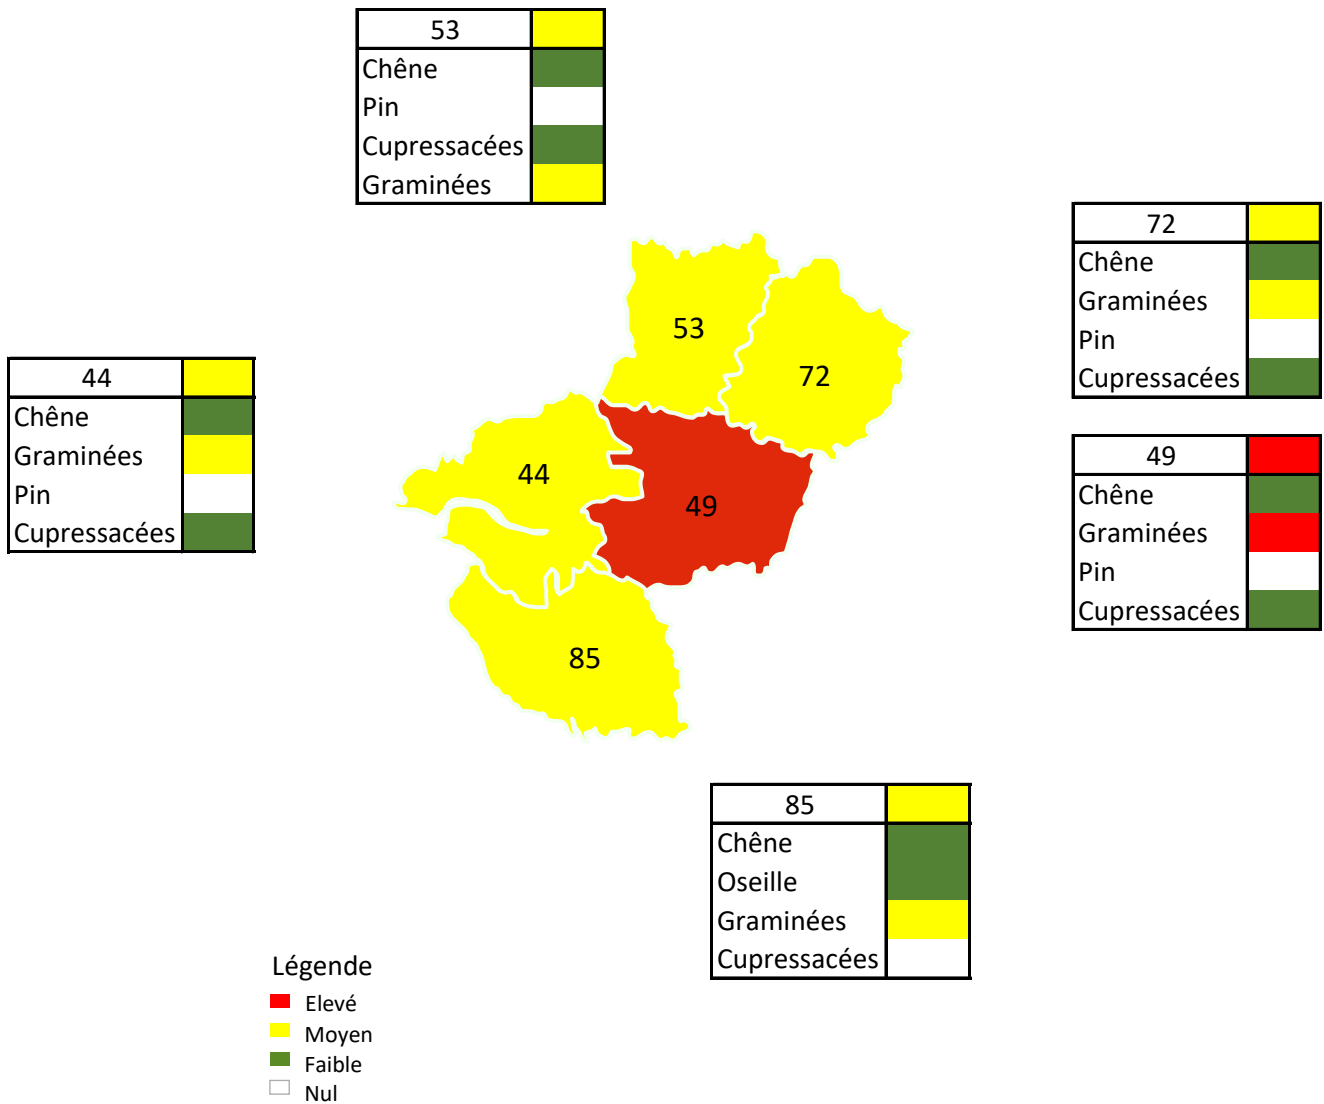 53
Chêne
Pin
Cupressacées
Graminées
72
Chêne
Graminées
Pin
Cupressacées
53
72
44
Chêne
Graminées
Pin
Cupressacées
44
49
49
Chêne
Graminées
Pin
Cupressacées
85
85
Chêne
Oseille
Graminées
Cupressacées
Légende
Elevé
Moyen
Faible
Nul